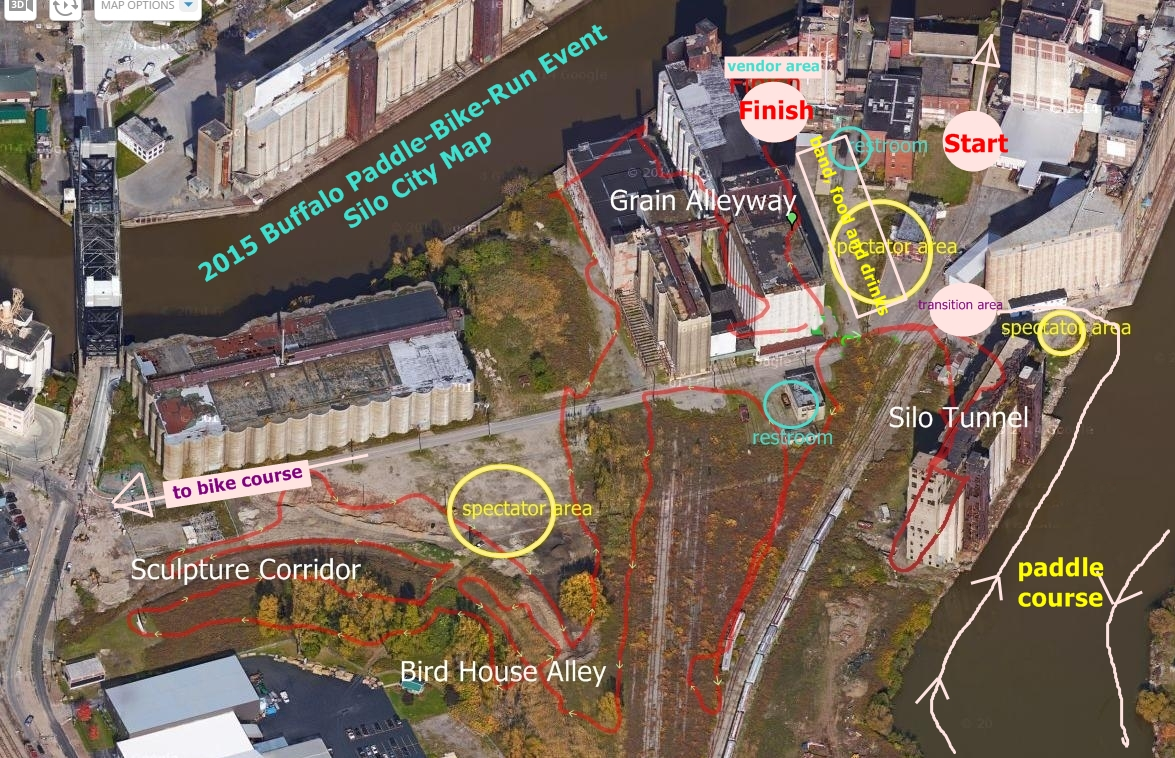 3D
MAP OPTIONS
2015 Buffalo Paddle-Bike-Run Event
Silo City Map
vendor area
Finish
Start
restroom
Grain Alleyway
band, food and drinks
spectator area
transition area
spectator area
Silo Tunnel
restroom
to bike course
spectator area
Sculpture Corridor
paddle
course
Bird House Alley